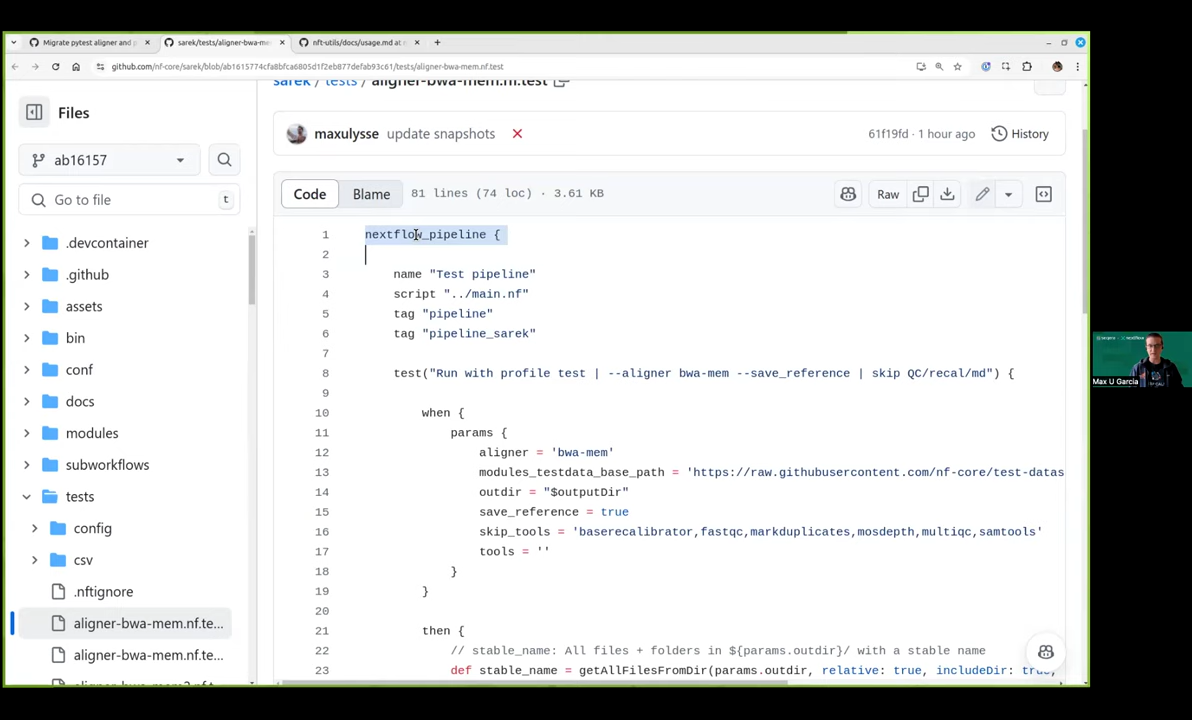 Migrate pytest aligner and p
sarek/tests/aligner-bwa-mem
nft-utils/docs/usage.md at
github.com/nf-core/sarek/blob/ab1615774cfa8bfca6805d1f2eb877defab93c61/tests/aligner-bwa-mem.nf.test
sarek / tests / aligner-bwa-mem.nf.test
Files
ab16157
Go to file
t
.devcontainer
.github
assets
bin
conf
docs
modules
subworkflows
tests
config
csv
.nftignore
aligner-bwa-mem.nf.te...
aligner-bwa-mem.nf.te...
maxulysse update snapshots
61f19fd · 1 hour ago
History
Code
Blame
81 lines (74 loc) · 3.61 KB
Raw
1 nextflow_pipeline {
2
3 name "Test pipeline"
4 script "../main.nf"
5 tag "pipeline"
6 tag "pipeline_sarek"
7
8 test("Run with profile test | --aligner bwa-mem --save_reference | skip QC/recal/md") {
9
10 when {
11 params {
12 aligner = 'bwa-mem'
13 modules_testdata_base_path = 'https://raw.githubusercontent.com/nf-core/test-datas
14 outdir = "$outputDir"
15 save_reference = true
16 skip_tools = 'baserecalibrator,fastqc,markduplicates,mosdepth,multiqc,samtools'
17 tools = ''
18 }
19 }
20
21 then {
22 // stable_name: All files + folders in ${params.outdir}/ with a stable name
23 def stable_name = getAllFilesFromDir(params.outdir, relative: true, includeDir: true,
Max U Garcia